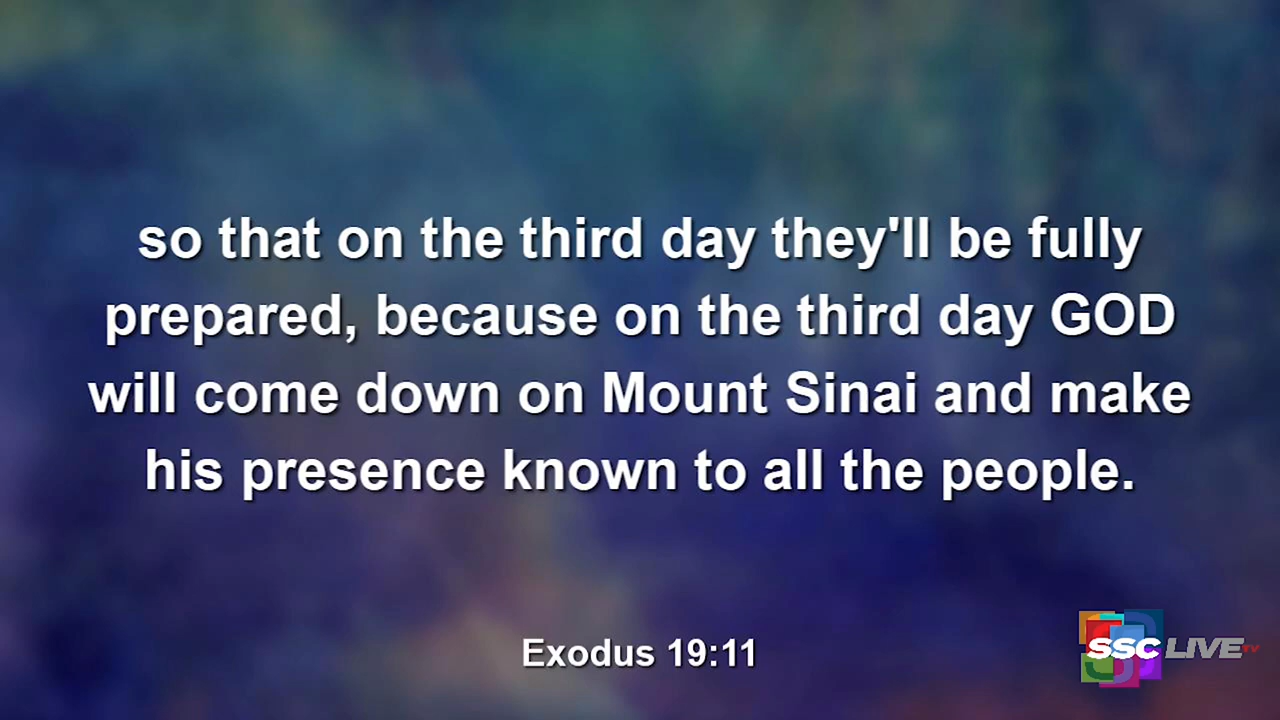 so that on the third day they'll be fully
prepared, because on the third day GOD
will come down on Mount Sinai and make
his presence known to all the people.
Exodus 19:11
SSC LIVE TV